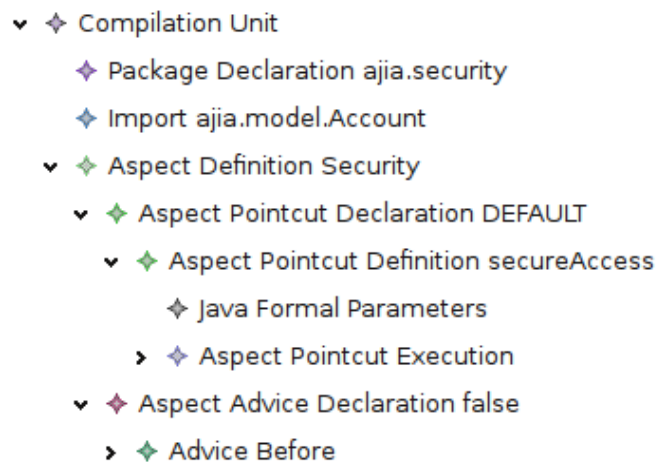 Compilation Unit
Package Declaration ajia.security
Import ajia.model.Account
Aspect Definition Security
Aspect Pointcut Declaration DEFAULT
Aspect Pointcut Definition secureAccess
Java Formal Parameters
Aspect Pointcut Execution
Aspect Advice Declaration false
Advice Before